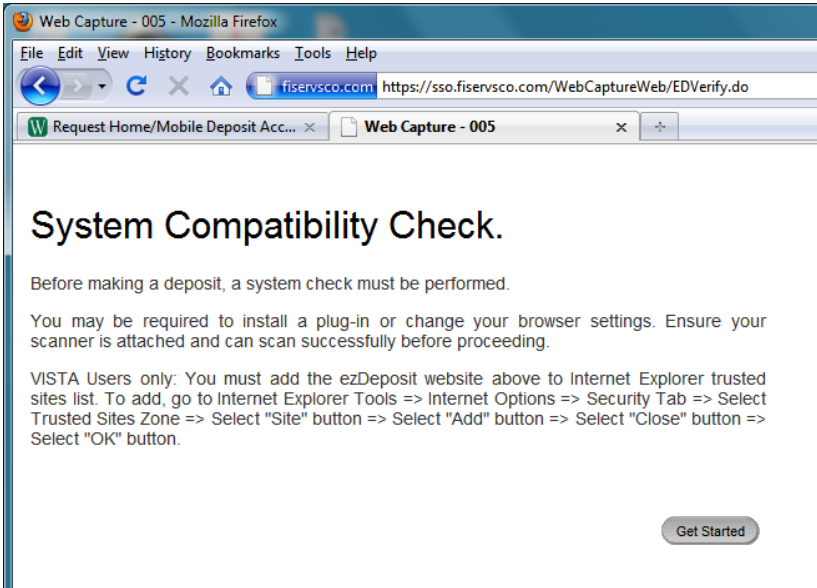 Web Capture - 005 - Mozilla Firefox
File Edit View History Bookmarks Tools Help
fiservsco.com https://sso.fiservsco.com/WebCaptureWeb/EDVerify.do
W Request Home/Mobile Deposit Acc... Web Capture - 005
System Compatibility Check.
Before making a deposit, a system check must be performed.
You may be required to install a plug-in or change your browser settings. Ensure your
scanner is attached and can scan successfully before proceeding.
VISTA Users only: You must add the ezDeposit website above to Internet Explorer trusted
sites list. To add, go to Internet Explorer Tools => Internet Options => Security Tab => Select
Trusted Sites Zone => Select "Site" button => Select "Add" button => Select "Close" button =>
Select "OK" button.
Get Started